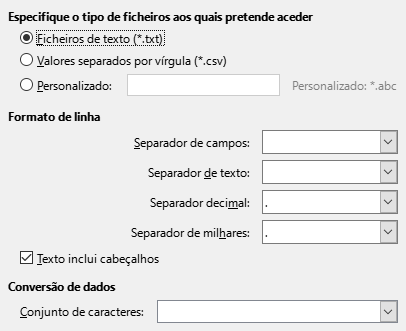 Especifique o tipo de ficheiros aos quais pretende aceder
Ficheiros de texto (*.txt)
Valores separados por vírgula (*.csv)
Personalizado: Personalizado: *.abc
Formato de linha
Separador de campos:
Separador de texto:
Separador decimal: .
Separador de milhares: .
Texto inclui cabeçalhos
Conversão de dados
Conjunto de caracteres: